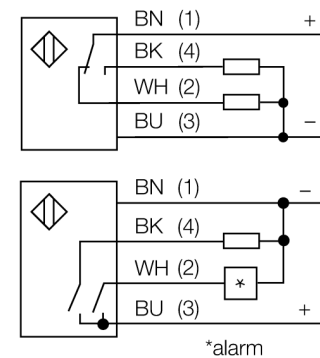 BN (1) +
BK (4)
WH (2)
BU (3) −
BN (1) −
BK (4)
WH (2) *
BU (3) +
*alarm